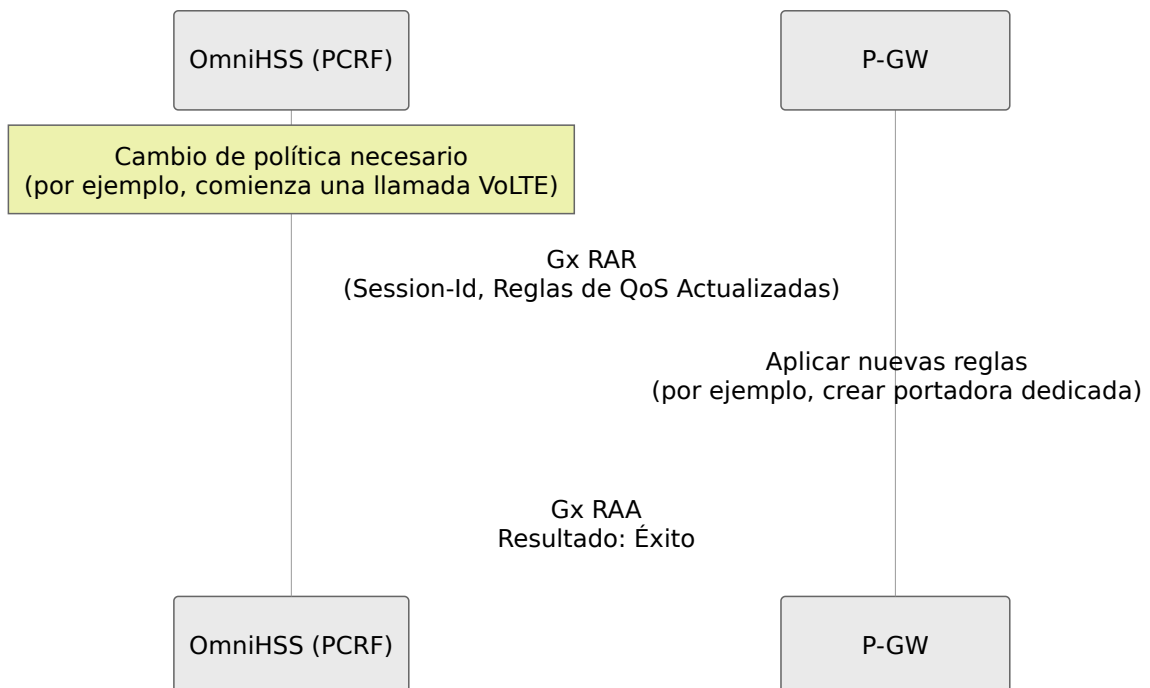 OmniHSS (PCRF)
P-GW
Cambio de política necesario
(por ejemplo, comienza una llamada VoLTE)
Gx RAR
(Session-Id, Reglas de QoS Actualizadas)
Aplicar nuevas reglas
(por ejemplo, crear portadora dedicada)
Gx RAA
Resultado: Éxito
OmniHSS (PCRF)
P-GW